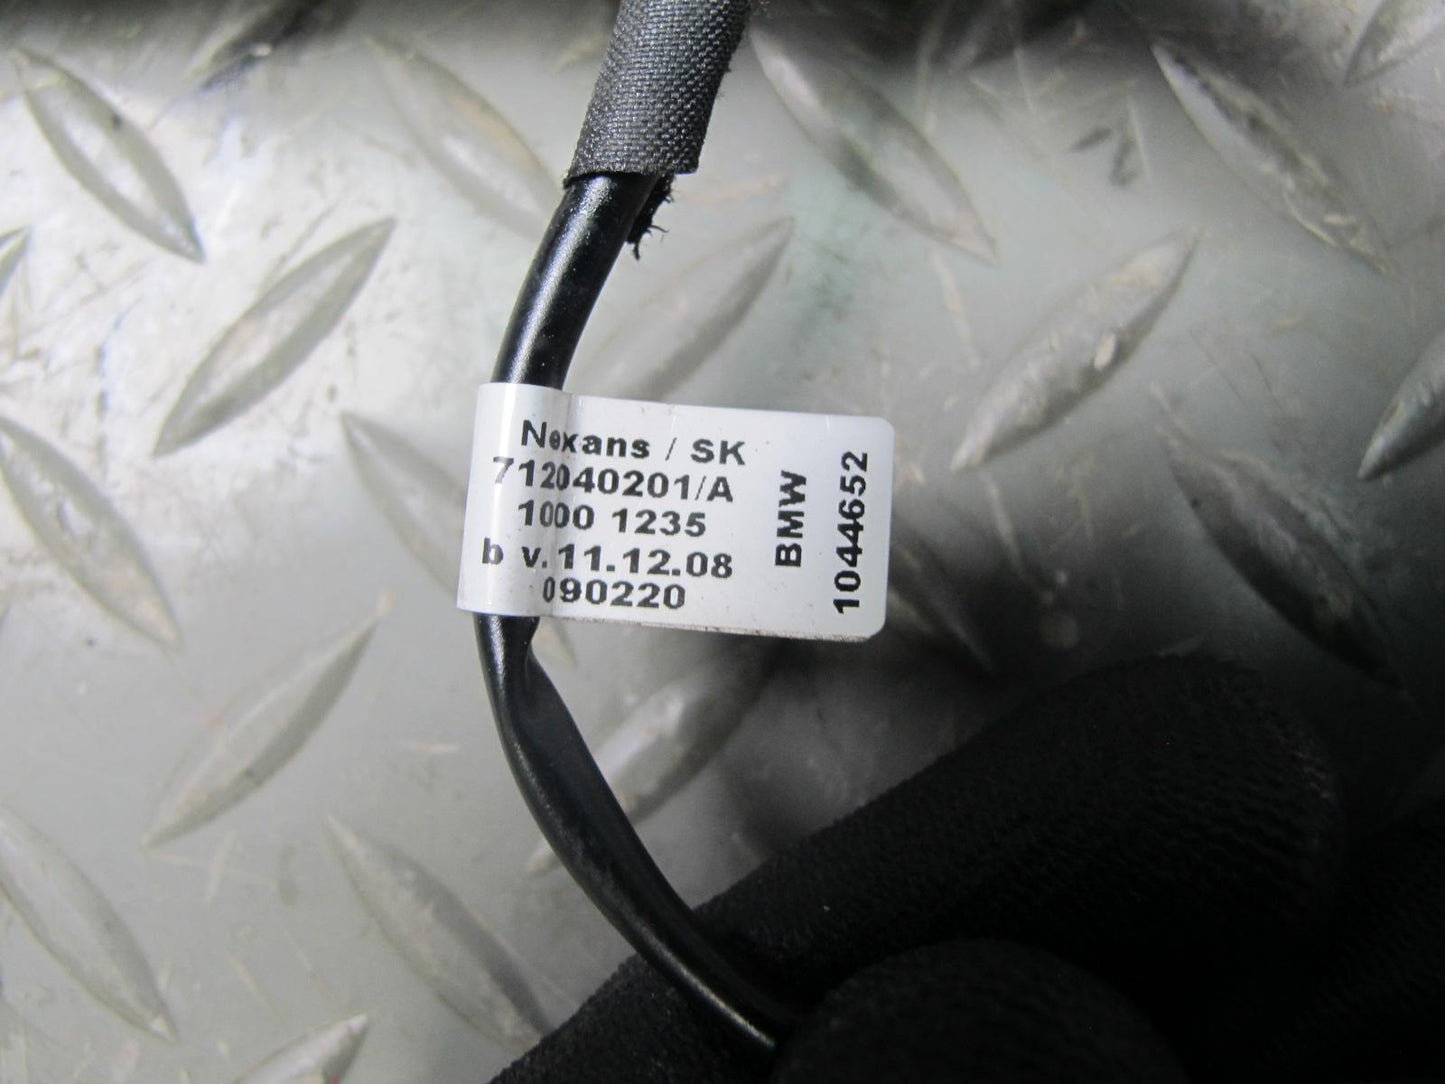 Nexans / SK
712040201/A
1000 1235
b v.11.12.08
090220
BMW
1044652